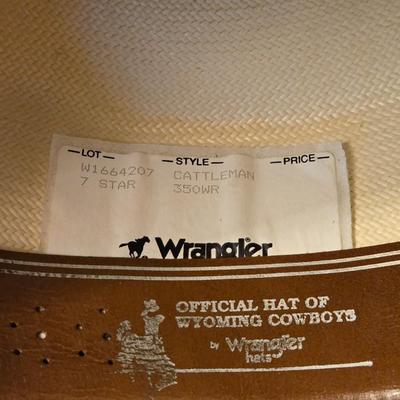 —LOT— —STYLE— —PRICE—
W1664207 CATTLEMAN
7 STAR 350WR
Wrangler
OFFICIAL HAT OF
WYOMING COWBOYS
by Wrangler
hats